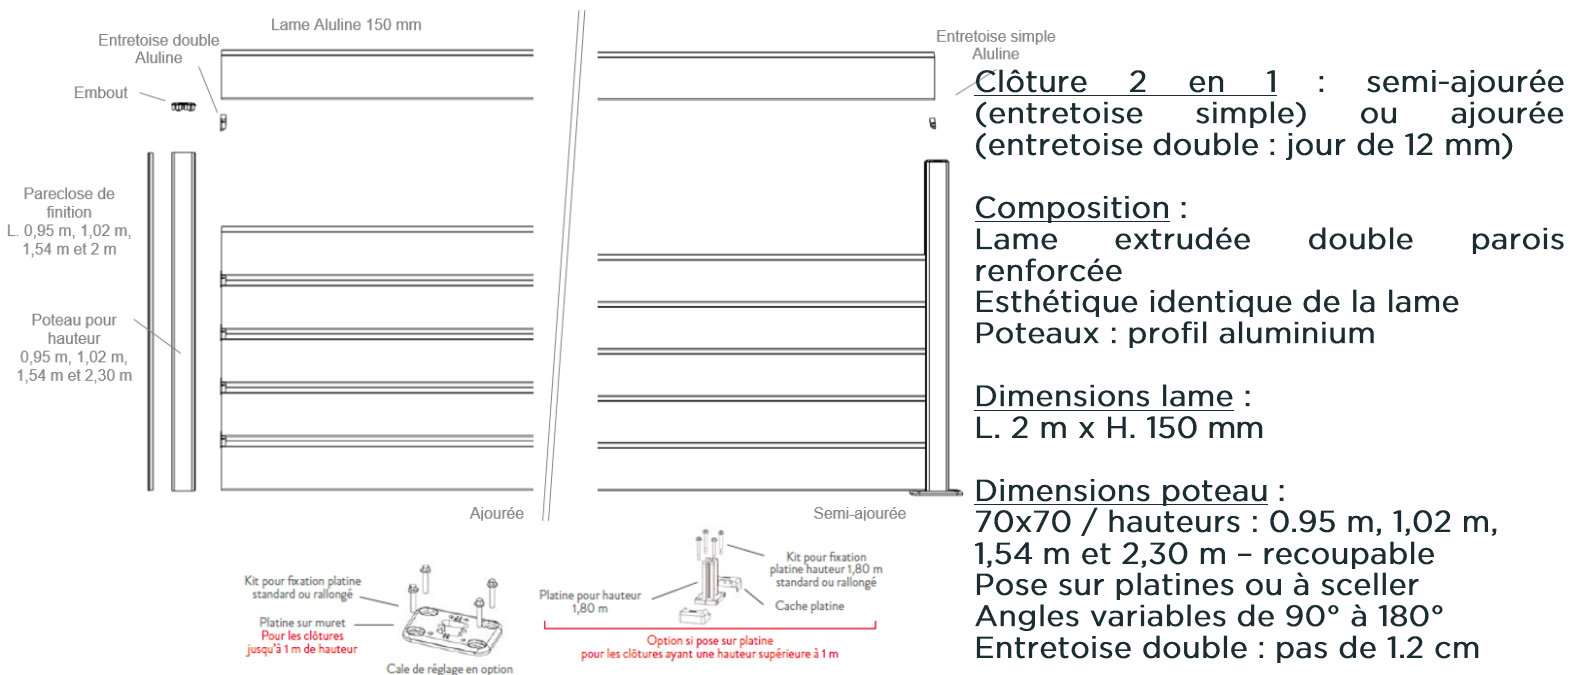 Lame Aluline 150 mm
Entretoise double
Aluline
Embout
Pareclose de
finition
L. 0,95 m, 1,02 m,
1,54 m et 2 m
Poteau pour
hauteur
0,95 m, 1,02 m,
1,54 m et 2,30 m
Entretoise simple
Aluline
Ajourée
Semi-ajourée
Kit pour fixation platine
standard ou rallongé
Platine sur muret
Pour les clôtures
jusqu'à 1 m de hauteur
Cale de réglage en option
Kit pour fixation
platine hauteur 1,80 m
standard ou rallongé
Platine pour hauteur
1,80 m
Cache platine
Option si pose sur platine
pour les clôtures ayant une hauteur supérieure à 1 m
Clôture 2 en 1 : semi-ajourée
(entretoise simple) ou ajourée
(entretoise double : jour de 12 mm)
Composition :
Lame extrudée double parois
renforcée
Esthétique identique de la lame
Poteaux : profil aluminium
Dimensions lame :
L. 2 m x H. 150 mm
Dimensions poteau :
70x70 / hauteurs : 0.95 m, 1,02 m,
1,54 m et 2,30 m – recoupable
Pose sur platines ou à sceller
Angles variables de 90° à 180°
Entretoise double : pas de 1.2 cm